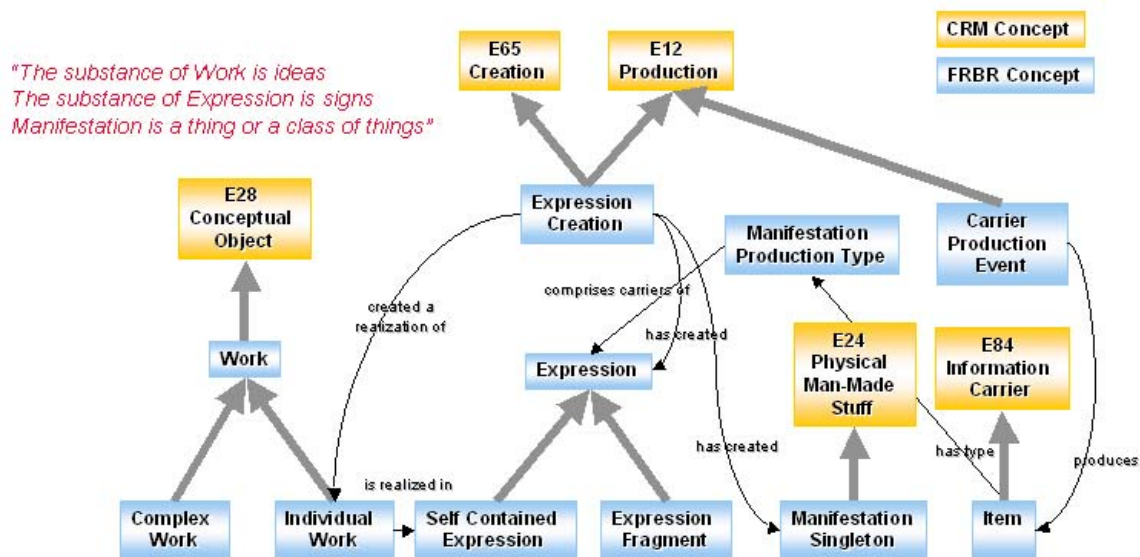 "The substance of Work is ideas
The substance of Expression is signs
Manifestation is a thing or a class of things"
E65
Creation
E12
Production
CRM Concept
FRBR Concept
E28
Conceptual
Object
Expression
Creation
Manifestation
Production Type
Carrier
Production
Event
created a
realization of
comprises carriers of
has created
Work
Expression
E24
Physical
Man-Made
Stuff
E84
Information
Carrier
has created
has type
produces
is realized in
Complex
Work
Individual
Work
Self Contained
Expression
Expression
Fragment
Manifestation
Singleton
Item